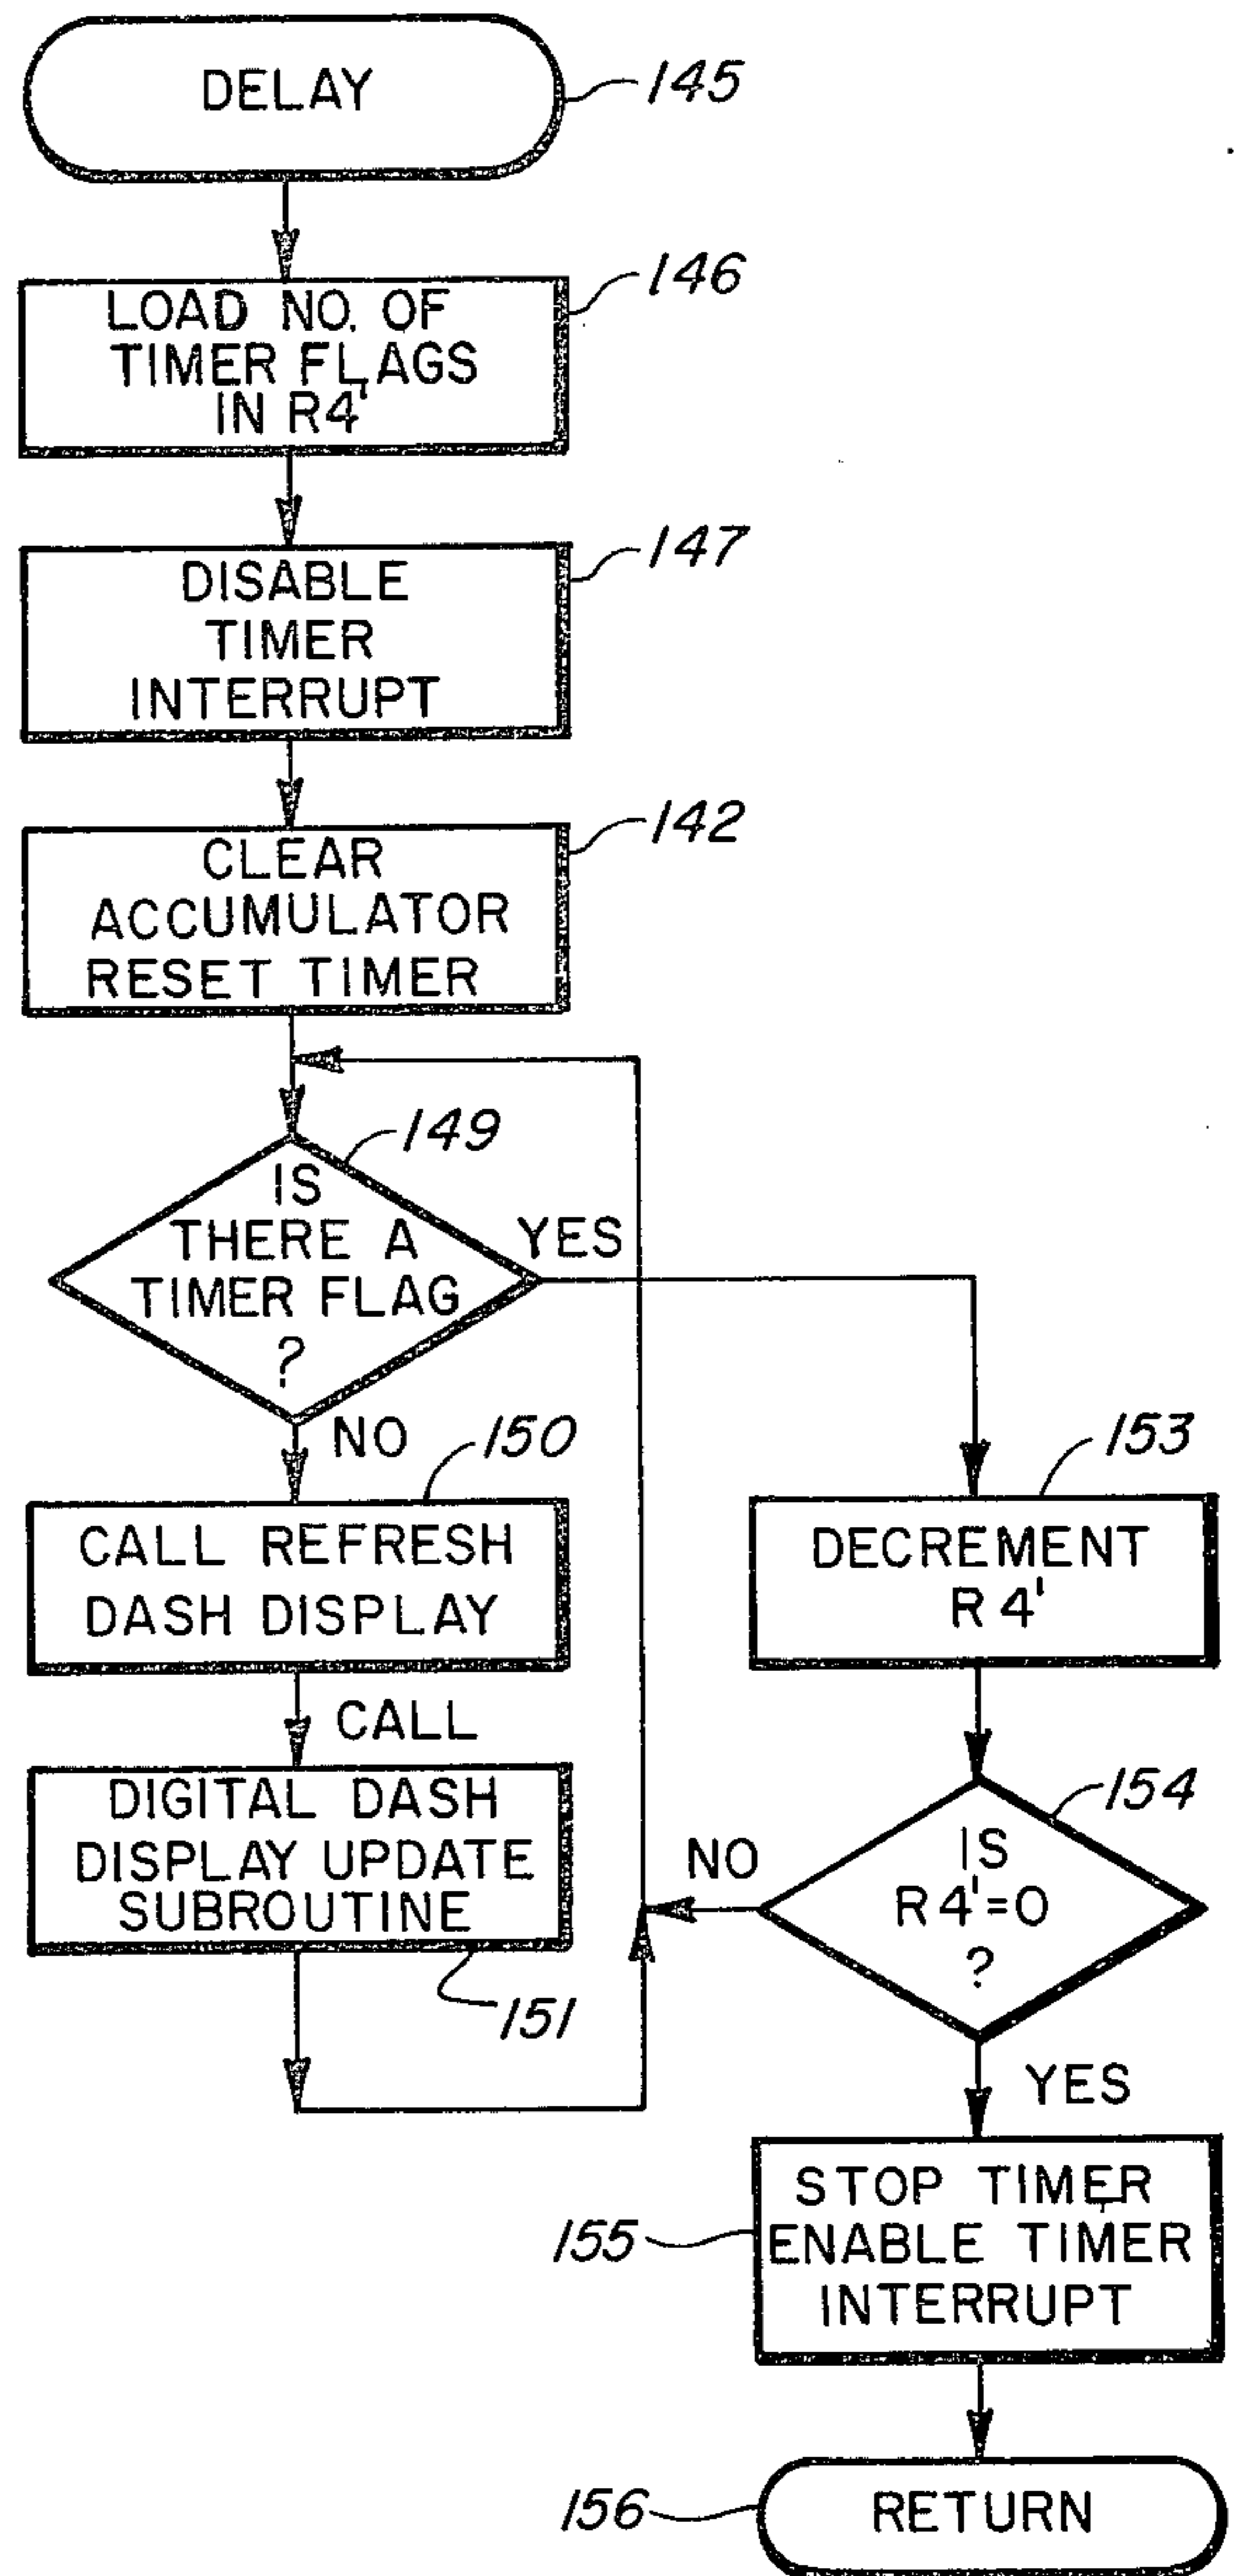 DELAY
145
LOAD NO. OF
TIMER FLAGS
IN R4'
146
DISABLE
TIMER
INTERRUPT
147
CLEAR
ACCUMULATOR
RESET TIMER
142
149
IS
THERE A
TIMER FLAG
?
YES
NO
150
CALL REFRESH
DASH DISPLAY
CALL
DIGITAL DASH
DISPLAY UPDATE
SUBROUTINE
151
153
DECREMENT
R4'
154
IS
R4'=0
?
NO
YES
STOP TIMER
ENABLE TIMER
INTERRUPT
155
RETURN
156